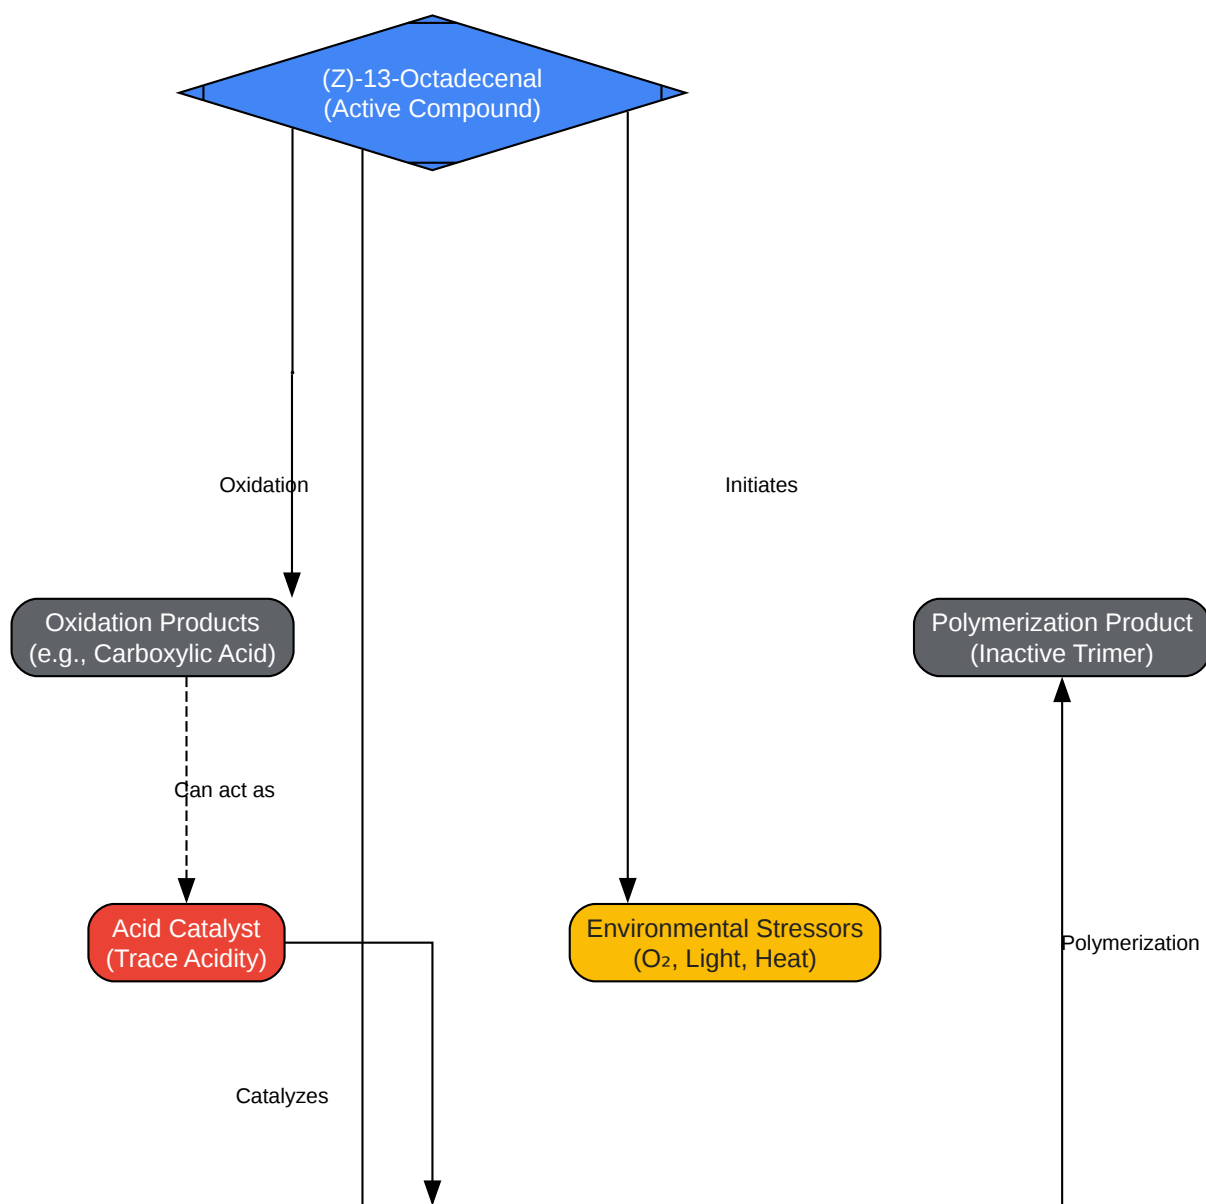 (Z)-13-Octadecenal
(Active Compound)
Oxidation
Initiates
Oxidation Products
(e.g., Carboxylic Acid)
Polymerization Product
(Inactive Trimer)
Can act as
Acid Catalyst
(Trace Acidity)
Environmental Stressors
(O₂, Light, Heat)
Polymerization
Catalyzes